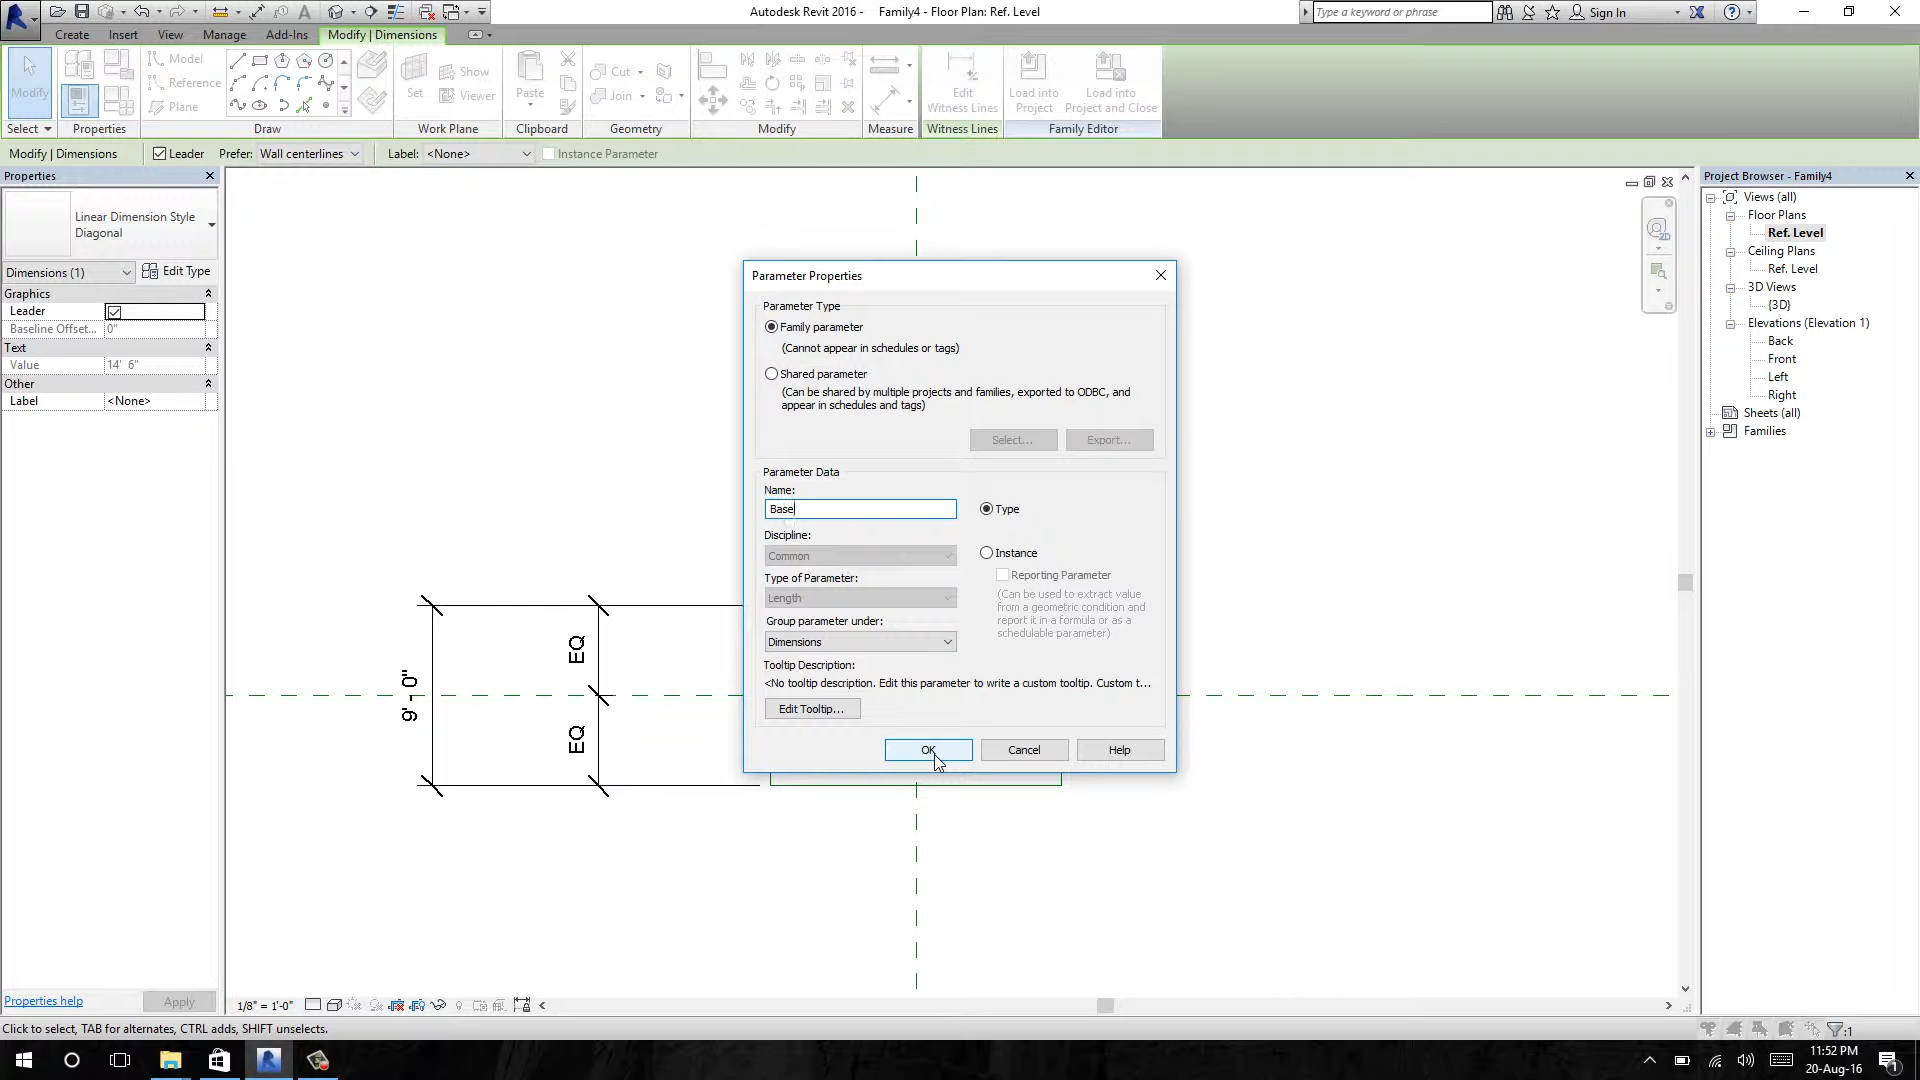 Autodesk Revit 2016 -    Family4 - Floor Plan: Ref. Level
Type a keyword or phrase
Sign In
Create Insert View Manage Add-Ins Modify | Dimensions
Modify
Model
Reference
Plane
Set
Show
Viewer
Paste
Cut
Join
Edit Witness Lines
Load into Project
Load into Project and Close
Select Properties Draw Work Plane Clipboard Geometry Modify Measure Witness Lines Family Editor
Modify | Dimensions Leader Prefer: Wall centerlines Label: <None> Instance Parameter
Properties
Linear Dimension Style
Diagonal
Dimensions (1) Edit Type
Graphics
Leader
Baseline Offset... 0"
Text
Value 14' 6"
Other
Label <None>
Properties help Apply
9' - 0"
EQ
EQ
Parameter Properties
Parameter Type
Family parameter
(Cannot appear in schedules or tags)
Shared parameter
(Can be shared by multiple projects and families, exported to ODBC, and
appear in schedules and tags)
Select... Export...
Parameter Data
Name:
Base
Type
Discipline:
Common
Instance
Reporting Parameter
(Can be used to extract value
from a geometric condition and
report it in a formula or as a
schedulable parameter)
Type of Parameter:
Length
Group parameter under:
Dimensions
Tooltip Description:
<No tooltip description. Edit this parameter to write a custom tooltip. Custom t...
Edit Tooltip...
OK Cancel Help
Project Browser - Family4
Views (all)
Floor Plans
Ref. Level
Ceiling Plans
Ref. Level
3D Views
{3D}
Elevations (Elevation 1)
Back
Front
Left
Right
Sheets (all)
Families
2D
1/8" = 1'-0"
Click to select, TAB for alternates, CTRL adds, SHIFT unselects.
:1
11:52 PM
20-Aug-16
1